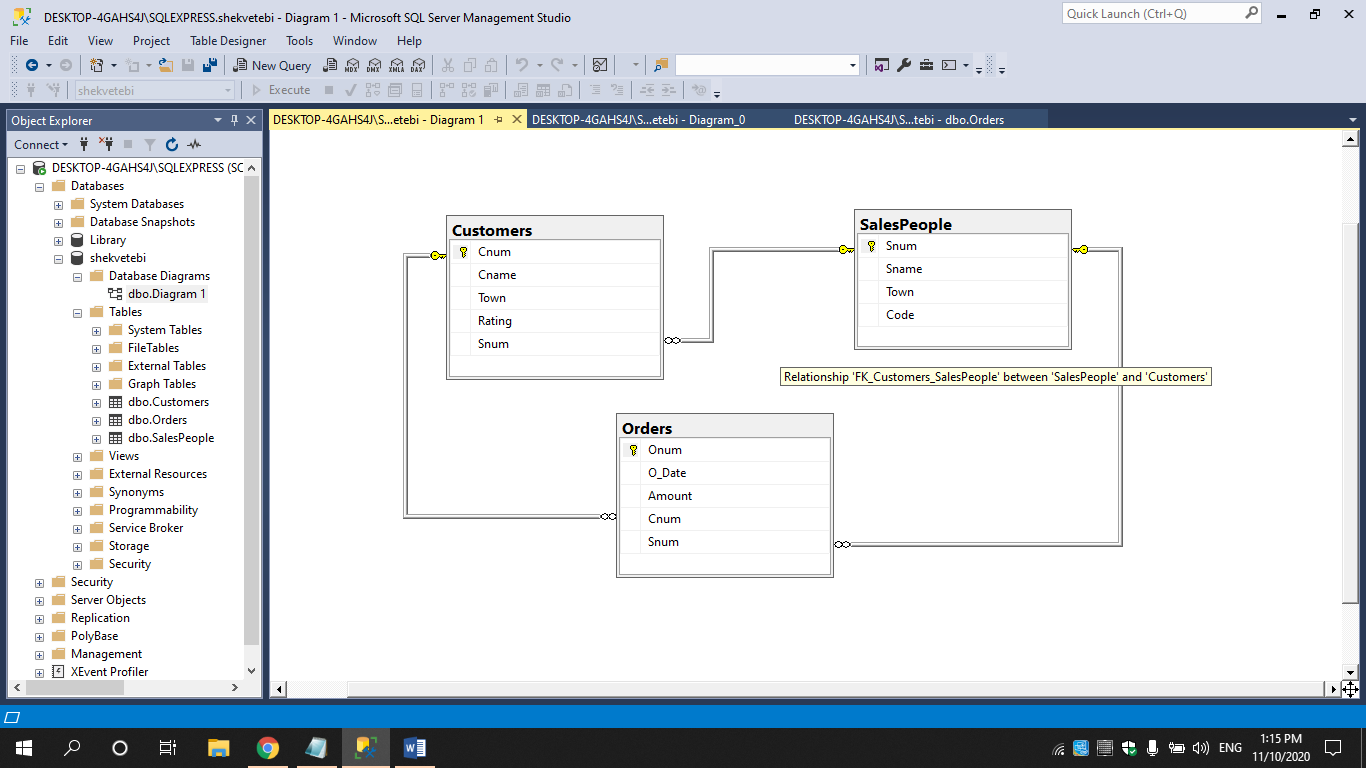 DESKTOP-4GAHS4J\SQLEXPRESS.shekvetebi - Diagram 1 - Microsoft SQL Server Management Studio
Quick Launch (Ctrl+Q)
File Edit View Project Table Designer Tools Window Help
New Query MDX DMX XMLA DAX
shekvetebi Execute
Object Explorer
DESKTOP-4GAHS4J\S...etebi - Diagram 1
DESKTOP-4GAHS4J\S...etebi - Diagram_0
DESKTOP-4GAHS4J\S...tebi - dbo.Orders
Connect
DESKTOP-4GAHS4J\SQLEXPRESS (SC
Databases
System Databases
Database Snapshots
Library
shekvetebi
Database Diagrams
dbo.Diagram 1
Tables
System Tables
FileTables
External Tables
Graph Tables
dbo.Customers
dbo.Orders
dbo.SalesPeople
Views
External Resources
Synonyms
Programmability
Service Broker
Storage
Security
Security
Server Objects
Replication
PolyBase
Management
XEvent Profiler
Customers
Cnum
Cname
Town
Rating
Snum
SalesPeople
Snum
Sname
Town
Code
Relationship 'FK_Customers_SalesPeople' between 'SalesPeople' and 'Customers'
Orders
Onum
O_Date
Amount
Cnum
Snum
ENG
1:15 PM
11/10/2020